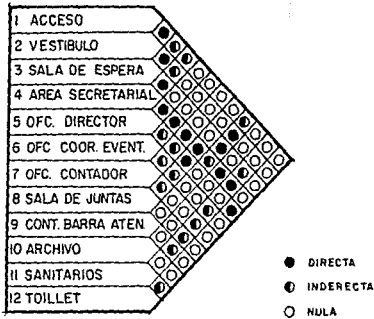 1 ACCESO
2 VESTIBULO
3 SALA DE ESPERA
4 AREA SECRETARIAL
5 OFC. DIRECTOR
6 OFC COOR. EVENT.
7 OFC. CONTADOR
8 SALA DE JUNTAS
9 CONT. BARRA ATEN.
10 ARCHIVO
11 SANITARIOS
12 TOILLET
DIRECTA
INDERECTA
NULA